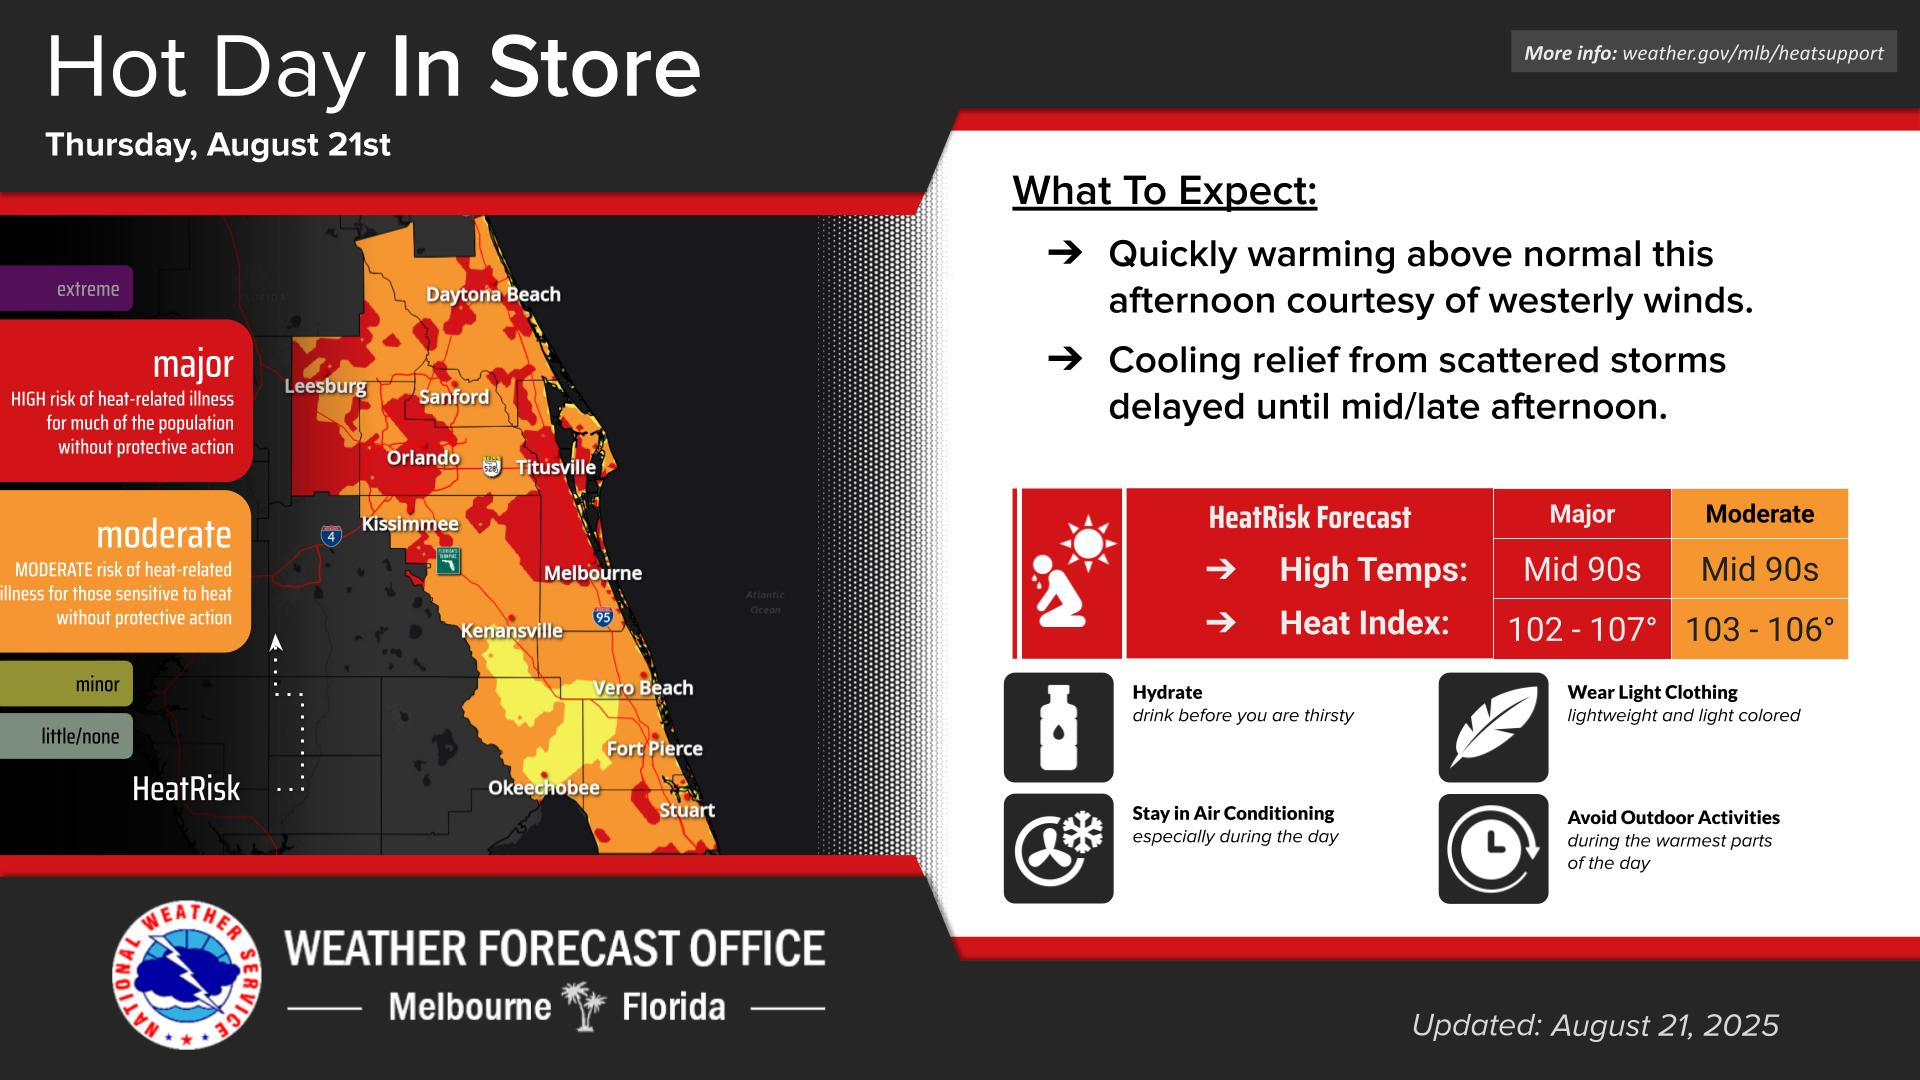 Hot Day In Store
Thursday, August 21st
More info: weather.gov/mlb/heatsupport
extreme
major
HIGH risk of heat-related illness
for much of the population
without protective action
moderate
MODERATE risk of heat-related
illness for those sensitive to heat
without protective action
minor
little/none
HeatRisk
FLORIDA
Daytona Beach
Leesburg
Sanford
Orlando
TOLL
528
Titusville
Kissimmee
4
FLORIDA'S
TURNPIKE
Melbourne
Atlantic
Ocean
95
Kenansville
Vero Beach
Fort Pierce
Okeechobee
Stuart
What To Expect:
➔ Quickly warming above normal this
afternoon courtesy of westerly winds.
➔ Cooling relief from scattered storms
delayed until mid/late afternoon.
HeatRisk Forecast Major Moderate
➔ High Temps: Mid 90s Mid 90s
➔ Heat Index: 102 - 107° 103 - 106°
Hydrate
drink before you are thirsty
Wear Light Clothing
lightweight and light colored
Stay in Air Conditioning
especially during the day
Avoid Outdoor Activities
during the warmest parts
of the day
NATIONAL WEATHER SERVICE
WEATHER FORECAST OFFICE
Melbourne Florida
Updated: August 21, 2025